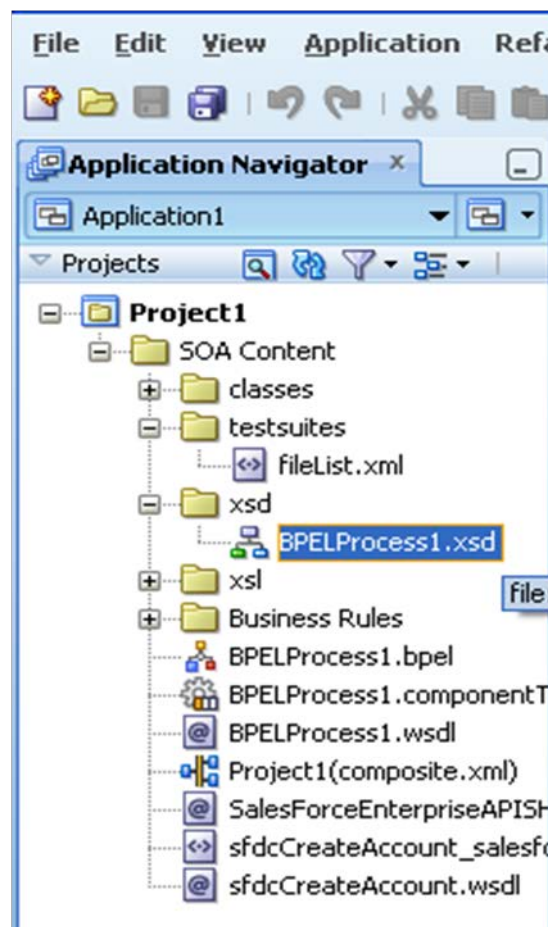 File Edit View Application Refa
Application Navigator
Application1
Projects
Project1
SOA Content
classes
testsuites
fileList.xml
xsd
BPELProcess1.xsd
xsl
file
Business Rules
BPELProcess1.bpel
BPELProcess1.componentT
BPELProcess1.wsdl
Project1(composite.xml)
SalesForceEnterpriseAPISH
sfdcCreateAccount_salesfo
sfdcCreateAccount.wsdl